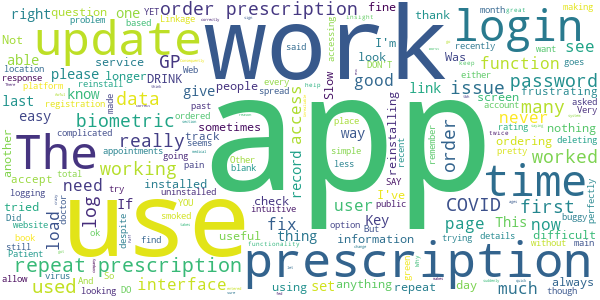 right question one order prescription fine
update work login
app
The use time
prescription
Not problem based Linkage YET GP
able service longer DRINK
please know reinstall response
give people every spread
last data access
easy biometric really
another working
accept need log
logging installed
tried If fix
Did load user
website doctor try smoked
still used interface
Patient virus
repeat prescription
thank month great
recently I'm see
good look accessing DON'T Web
link function goes
issue password
screen frustrating
many account asked Very
never nothing
rating deleting
ordering pretty
worked
COVID first
page This now buggy
difficult perfectly
trying details without main
much always
though
sometimes said Was
Slow place
way reinstalling
simple recent
less SAY
record order remember
Key
I've public
check intuitive
option But
information
using set anything repeat green day
past ordered track
seems appointments going pain
Other blank
uninstalled YOU
useful thing despite
find functionality
complicated made registration platform
total
looking DO And So
book ok
allow
either want making
insight correctly
help
twice
location